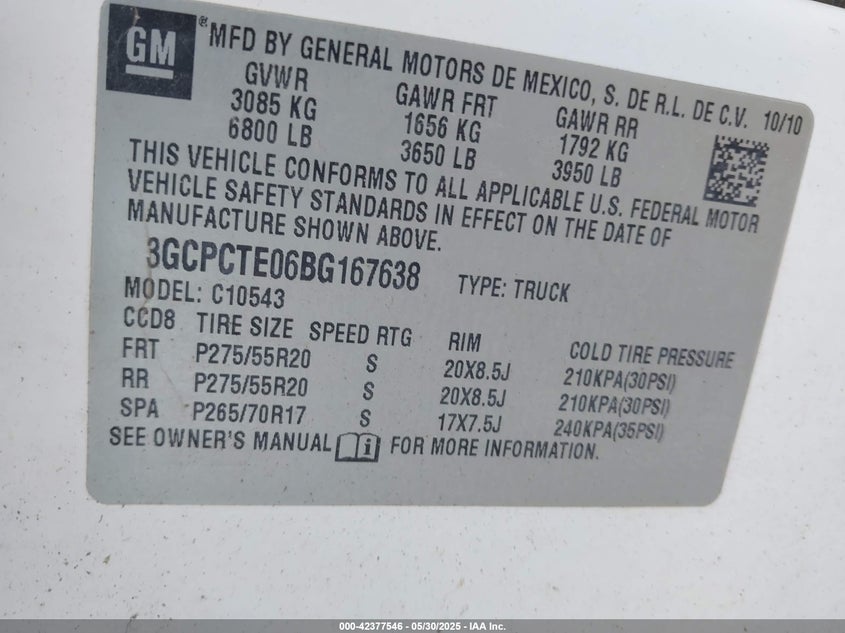 GM
® MFD BY GENERAL MOTORS DE MEXICO, S. DE R.L. DE C.V. 10/10
GVWR GAWR FRT GAWR RR
3085 KG 1656 KG 1792 KG
6800 LB 3650 LB 3950 LB
THIS VEHICLE CONFORMS TO ALL APPLICABLE U.S. FEDERAL MOTOR
VEHICLE SAFETY STANDARDS IN EFFECT ON THE DATE OF
MANUFACTURE SHOWN ABOVE.
3GCPCTE06BG167638 TYPE: TRUCK
MODEL: C10543
CCD8 TIRE SIZE SPEED RTG RIM COLD TIRE PRESSURE
FRT P275/55R20 S 20X8.5J 210KPA(30PSI)
RR P275/55R20 S 20X8.5J 210KPA(30PSI)
SPA P265/70R17 S 17X7.5J 240KPA(35PSI)
SEE OWNER'S MANUAL i FOR MORE INFORMATION.
000-42377546 — 05/30/2025 — IAA Inc.